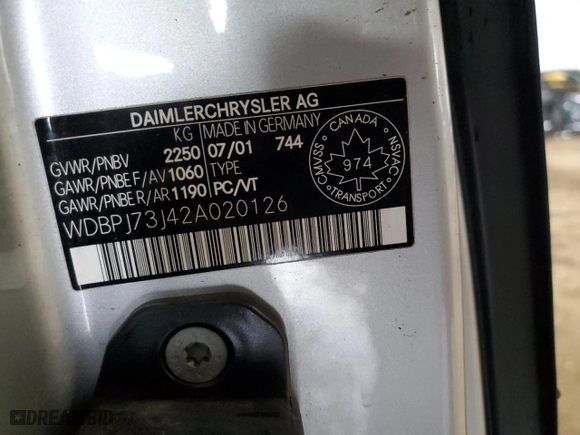 DAIMLERCHRYSLER AG
KG MADE IN GERMANY
GVWR/PNBV 2250 07/01 744
GAWR/PNBE F/AV 1060 TYPE
GAWR/PNBE R/AR 1190 PC/VT
WDBPJ73J42A020126
CANADA
CMVSS 974 NSVAC
TRANSPORT
DREAMBID